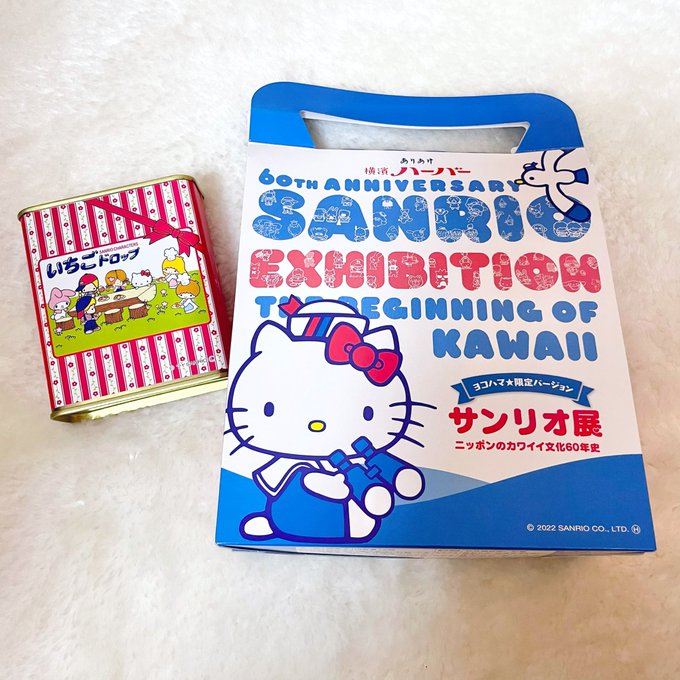 SANRIO CHARACTERS
いちごドロップ
ありあけ
横濱ハーバー
60TH ANNIVERSARY
SANRIO
EXHIBITION
THE BEGINNING OF
KAWAII
ヨコハマ★限定バージョン
サンリオ展
ニッポンのカワイイ文化60年史
© 2022 SANRIO CO., LTD. Ⓗ